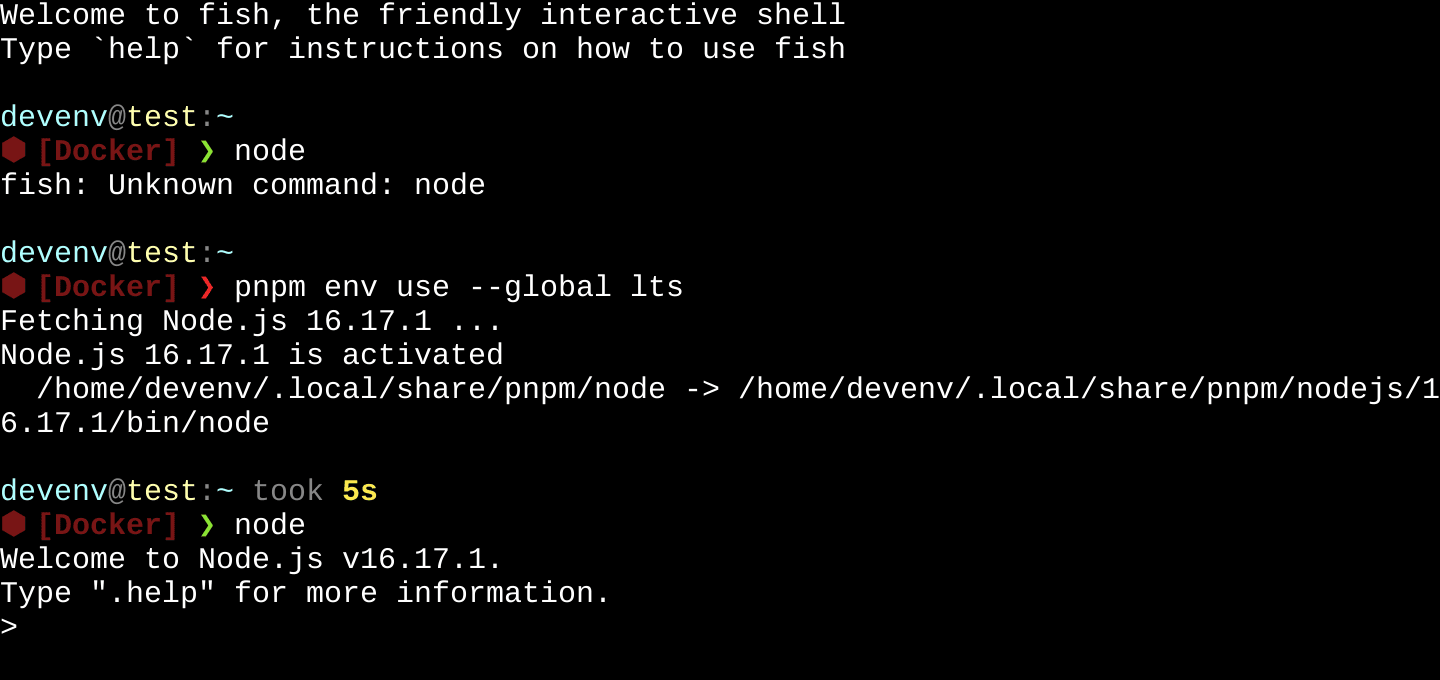 Welcome to fish, the friendly interactive shell
Type `help` for instructions on how to use fish
devenv@test:~
⬢ [Docker] ❯ node
fish: Unknown command: node
devenv@test:~
⬢ [Docker] ❯ pnpm env use --global lts
Fetching Node.js 16.17.1 ...
Node.js 16.17.1 is activated
  /home/devenv/.local/share/pnpm/node -> /home/devenv/.local/share/pnpm/nodejs/1
6.17.1/bin/node
devenv@test:~ took 5s
⬢ [Docker] ❯ node
Welcome to Node.js v16.17.1.
Type ".help" for more information.
>